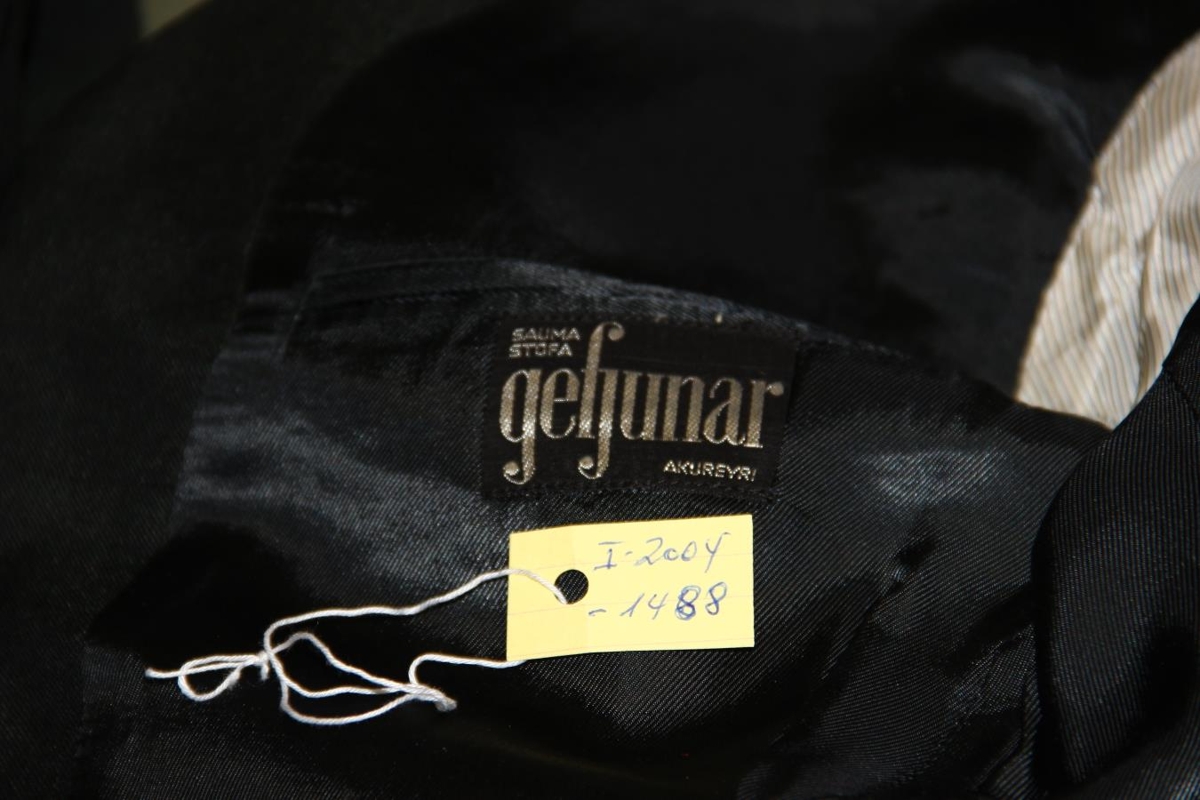 SAUMA
STOFA
gefjunar
AKUREYRI
I-2004
-1488